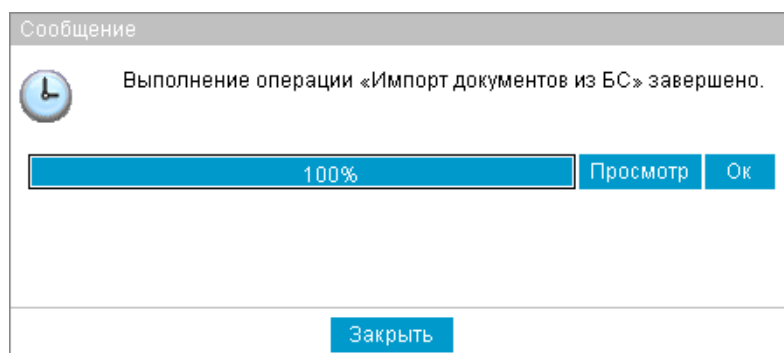 Сообщение
Выполнение операции «Импорт документов из БС» завершено.
100% Просмотр Ок
Закрыть